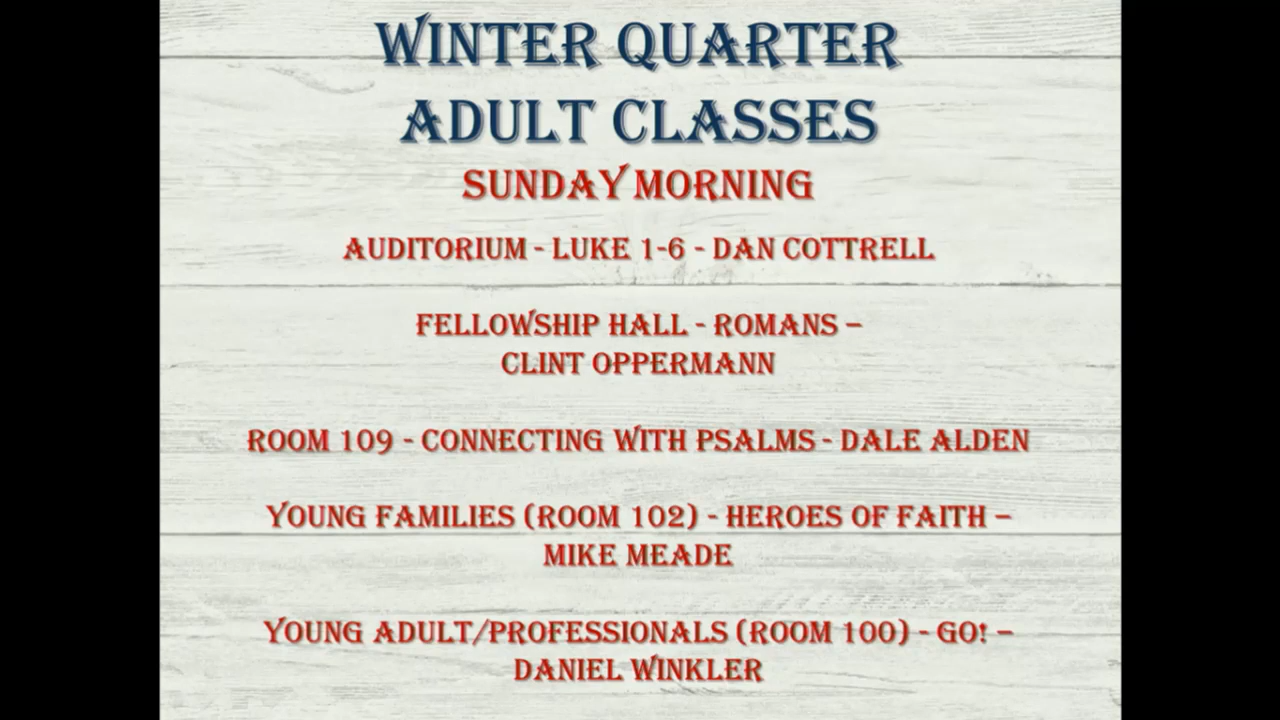 WINTER QUARTER
ADULT CLASSES
SUNDAY MORNING
AUDITORIUM - LUKE 1-6 - DAN COTTRELL
FELLOWSHIP HALL - ROMANS –
CLINT OPPERMANN
ROOM 109 - CONNECTING WITH PSALMS - DALE ALDEN
YOUNG FAMILIES (ROOM 102) - HEROES OF FAITH –
MIKE MEADE
YOUNG ADULT/PROFESSIONALS (ROOM 100) - GO! –
DANIEL WINKLER